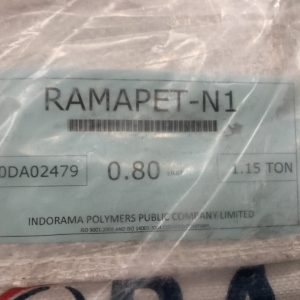 RAMAPET-N1
0DA02479 0.80 1.15 TON
INDORAMA POLYMERS PUBLIC COMPANY LIMITED